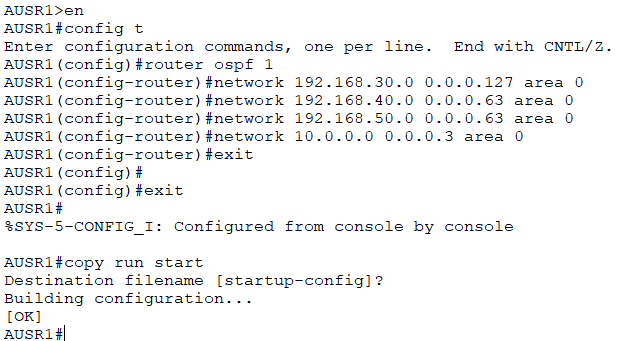 AUSR1>en
AUSR1#config t
Enter configuration commands, one per line.  End with CNTL/Z.
AUSR1(config)#router ospf 1
AUSR1(config-router)#network 192.168.30.0 0.0.0.127 area 0
AUSR1(config-router)#network 192.168.40.0 0.0.0.63 area 0
AUSR1(config-router)#network 192.168.50.0 0.0.0.63 area 0
AUSR1(config-router)#network 10.0.0.0 0.0.0.3 area 0
AUSR1(config-router)#exit
AUSR1(config)#
AUSR1(config)#exit
AUSR1#
%SYS-5-CONFIG_I: Configured from console by console
AUSR1#copy run start
Destination filename [startup-config]?
Building configuration...
[OK]
AUSR1#